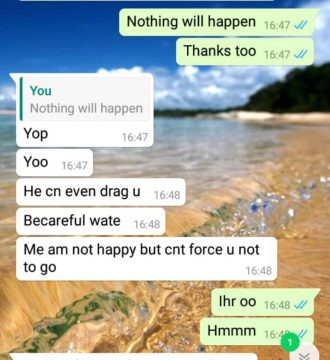 Nothing will happen 16:47
Thanks too 16:47
You
Nothing will happen
Yop 16:47
Yoo 16:47
He cn even drag u 16:48
Becareful wate 16:48
Me am not happy but cnt force u not
to go 16:48
Ihr oo 16:48
Hmmm 16:48
1